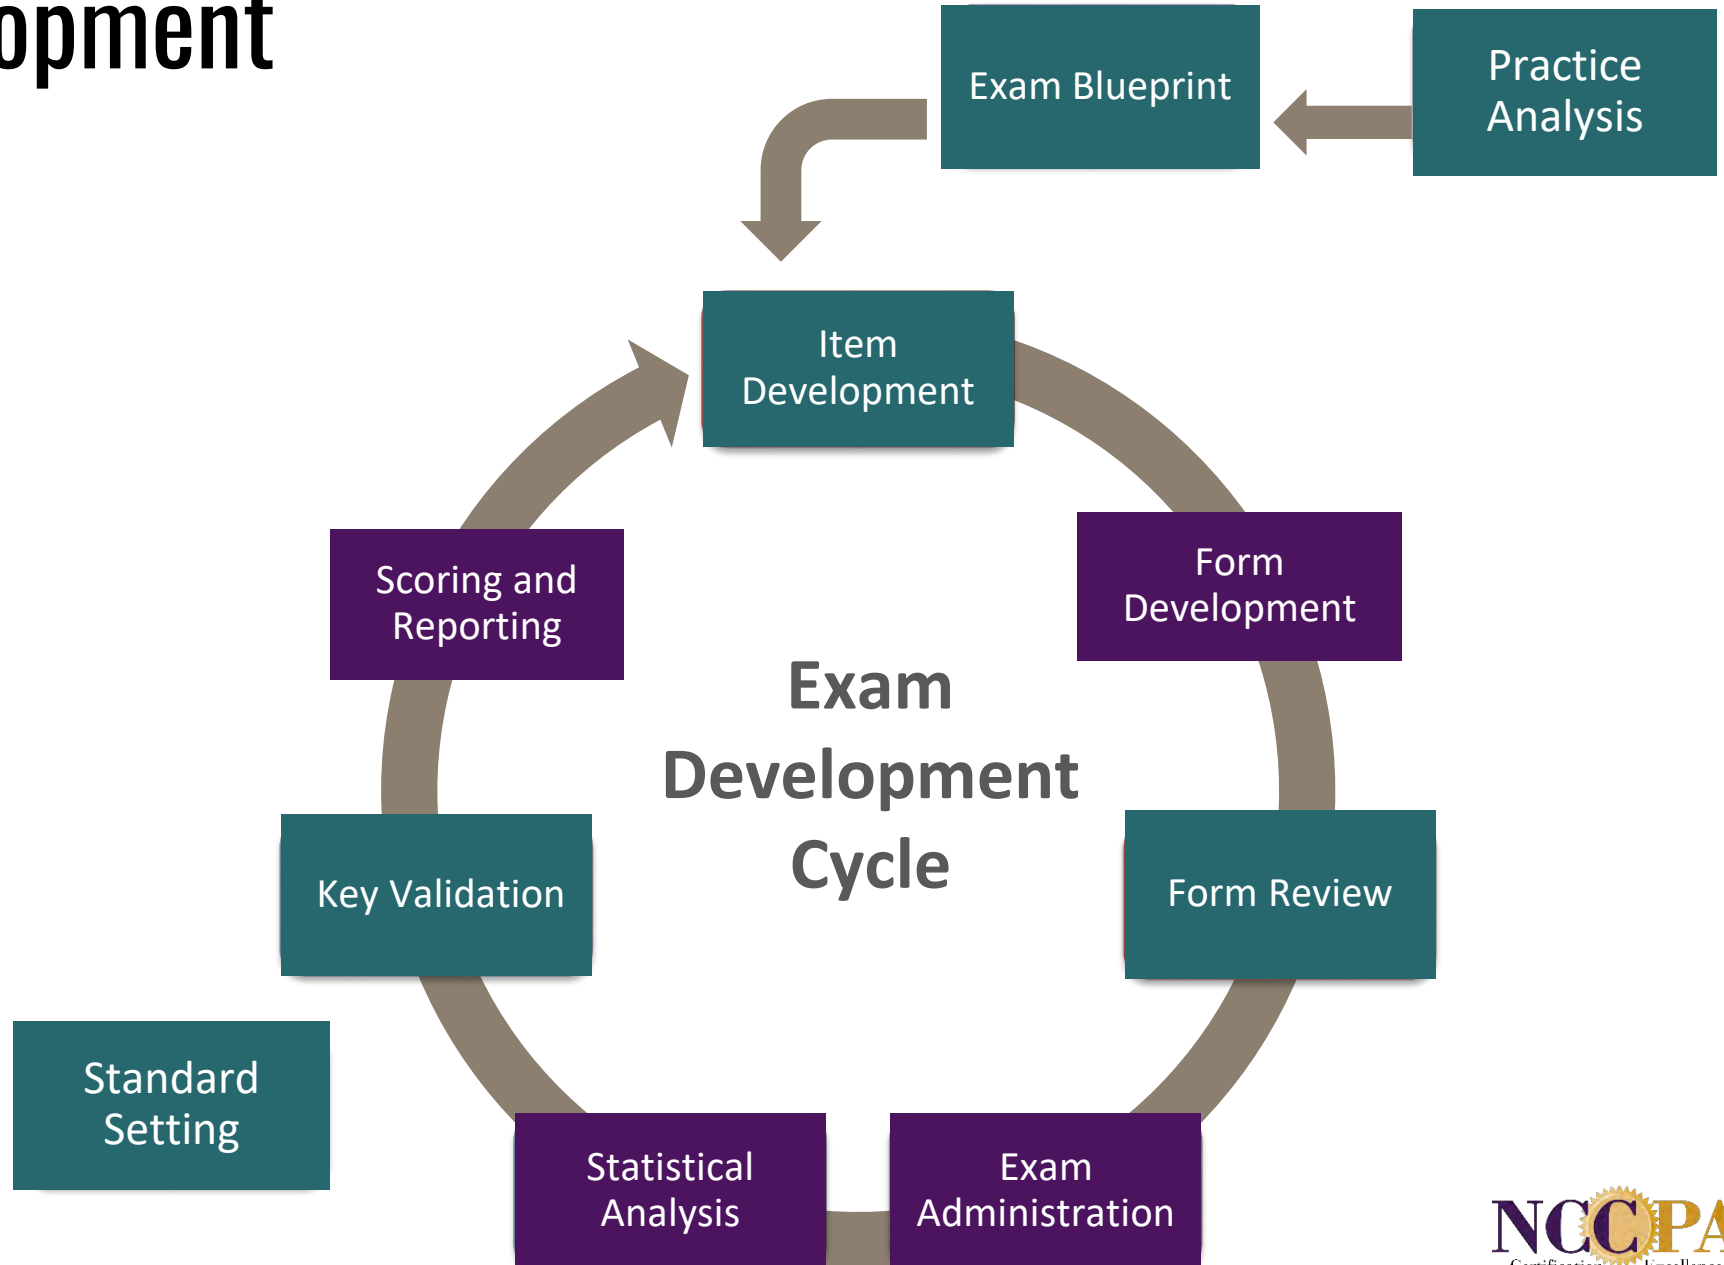 opment
Exam Blueprint
Practice
Analysis
Item
Development
Form
Development
Scoring and
Reporting
Exam
Development
Cycle
Key Validation
Form Review
Standard
Setting
Statistical
Analysis
Exam
Administration
NCCPA